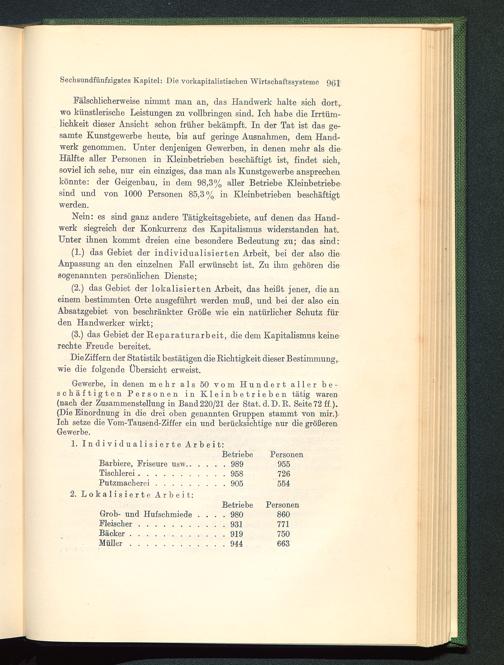 Sechsundfünfzigstes Kapitel: Die vorkapitalistischen Wirtschaftssysteme 961
Fälschlicherweise nimmt man an, das Handwerk halte sich dort,
wo künstlerische Leistungen zu vollbringen sind. Ich habe die Irrtüm-
lichkeit dieser Ansicht schon früher bekämpft. In der Tat ist das ge-
samte Kunstgewerbe heute, bis auf geringe Ausnahmen, dem Hand-
werk genommen. Unter denjenigen Gewerben, in denen mehr als die
Hälfte aller Personen in Kleinbetrieben beschäftigt ist, findet sich,
soviel ich sehe, nur ein einziges, das man als Kunstgewerbe ansprechen
könnte: der Geigenbau, in dem 98,3% aller Betriebe Kleinbetriebe
sind und von 1000 Personen 85,3% in Kleinbetrieben beschäftigt
werden.
Nein: es sind ganz andere Tätigkeitsgebiete, auf denen das Hand-
werk siegreich der Konkurrenz des Kapitalismus widerstanden hat.
Unter ihnen kommt dreien eine besondere Bedeutung zu; das sind:
(1.) das Gebiet der individualisierten Arbeit, bei der also die
Anpassung an den einzelnen Fall erwünscht ist. Zu ihm gehören die
sogenannten persönlichen Dienste;
(2.) das Gebiet der lokalisierten Arbeit, das heißt jener, die an
einem bestimmten Orte ausgeführt werden muß, und bei der also ein
Absatzgebiet von beschränkter Größe wie ein natürlicher Schutz für
den Handwerker wirkt;
(3.) das Gebiet der Reparaturarbeit, die dem Kapitalismus keine
rechte Freude bereitet.
Die Ziffern der Statistik bestätigen die Richtigkeit dieser Bestimmung,
wie die folgende Übersicht erweist.
Gewerbe, in denen mehr als 50 vom Hundert aller be-
schäftigten Personen in Kleinbetrieben tätig waren
(nach der Zusammenstellung in Band 220/21 der Stat. d. D. R. Seite 72 ff.).
(Die Einordnung in die drei oben genannten Gruppen stammt von mir.)
Ich setze die Vom-Tausend-Ziffer ein und berücksichtige nur die größeren
Gewerbe.
1. Individualisierte Arbeit:
Betriebe Personen
Barbiere, Friseure usw. . . . . . 989 955
Tischlerei . . . . . . . . . . 958 726
Putzmacherei . . . . . . . . . 905 554
2. Lokalisierte Arbeit:
Betriebe Personen
Grob- und Hufschmiede . . . . 980 860
Fleischer . . . . . . . . . . 931 771
Bäcker . . . . . . . . . . . 919 750
Müller . . . . . . . . . . . 944 663